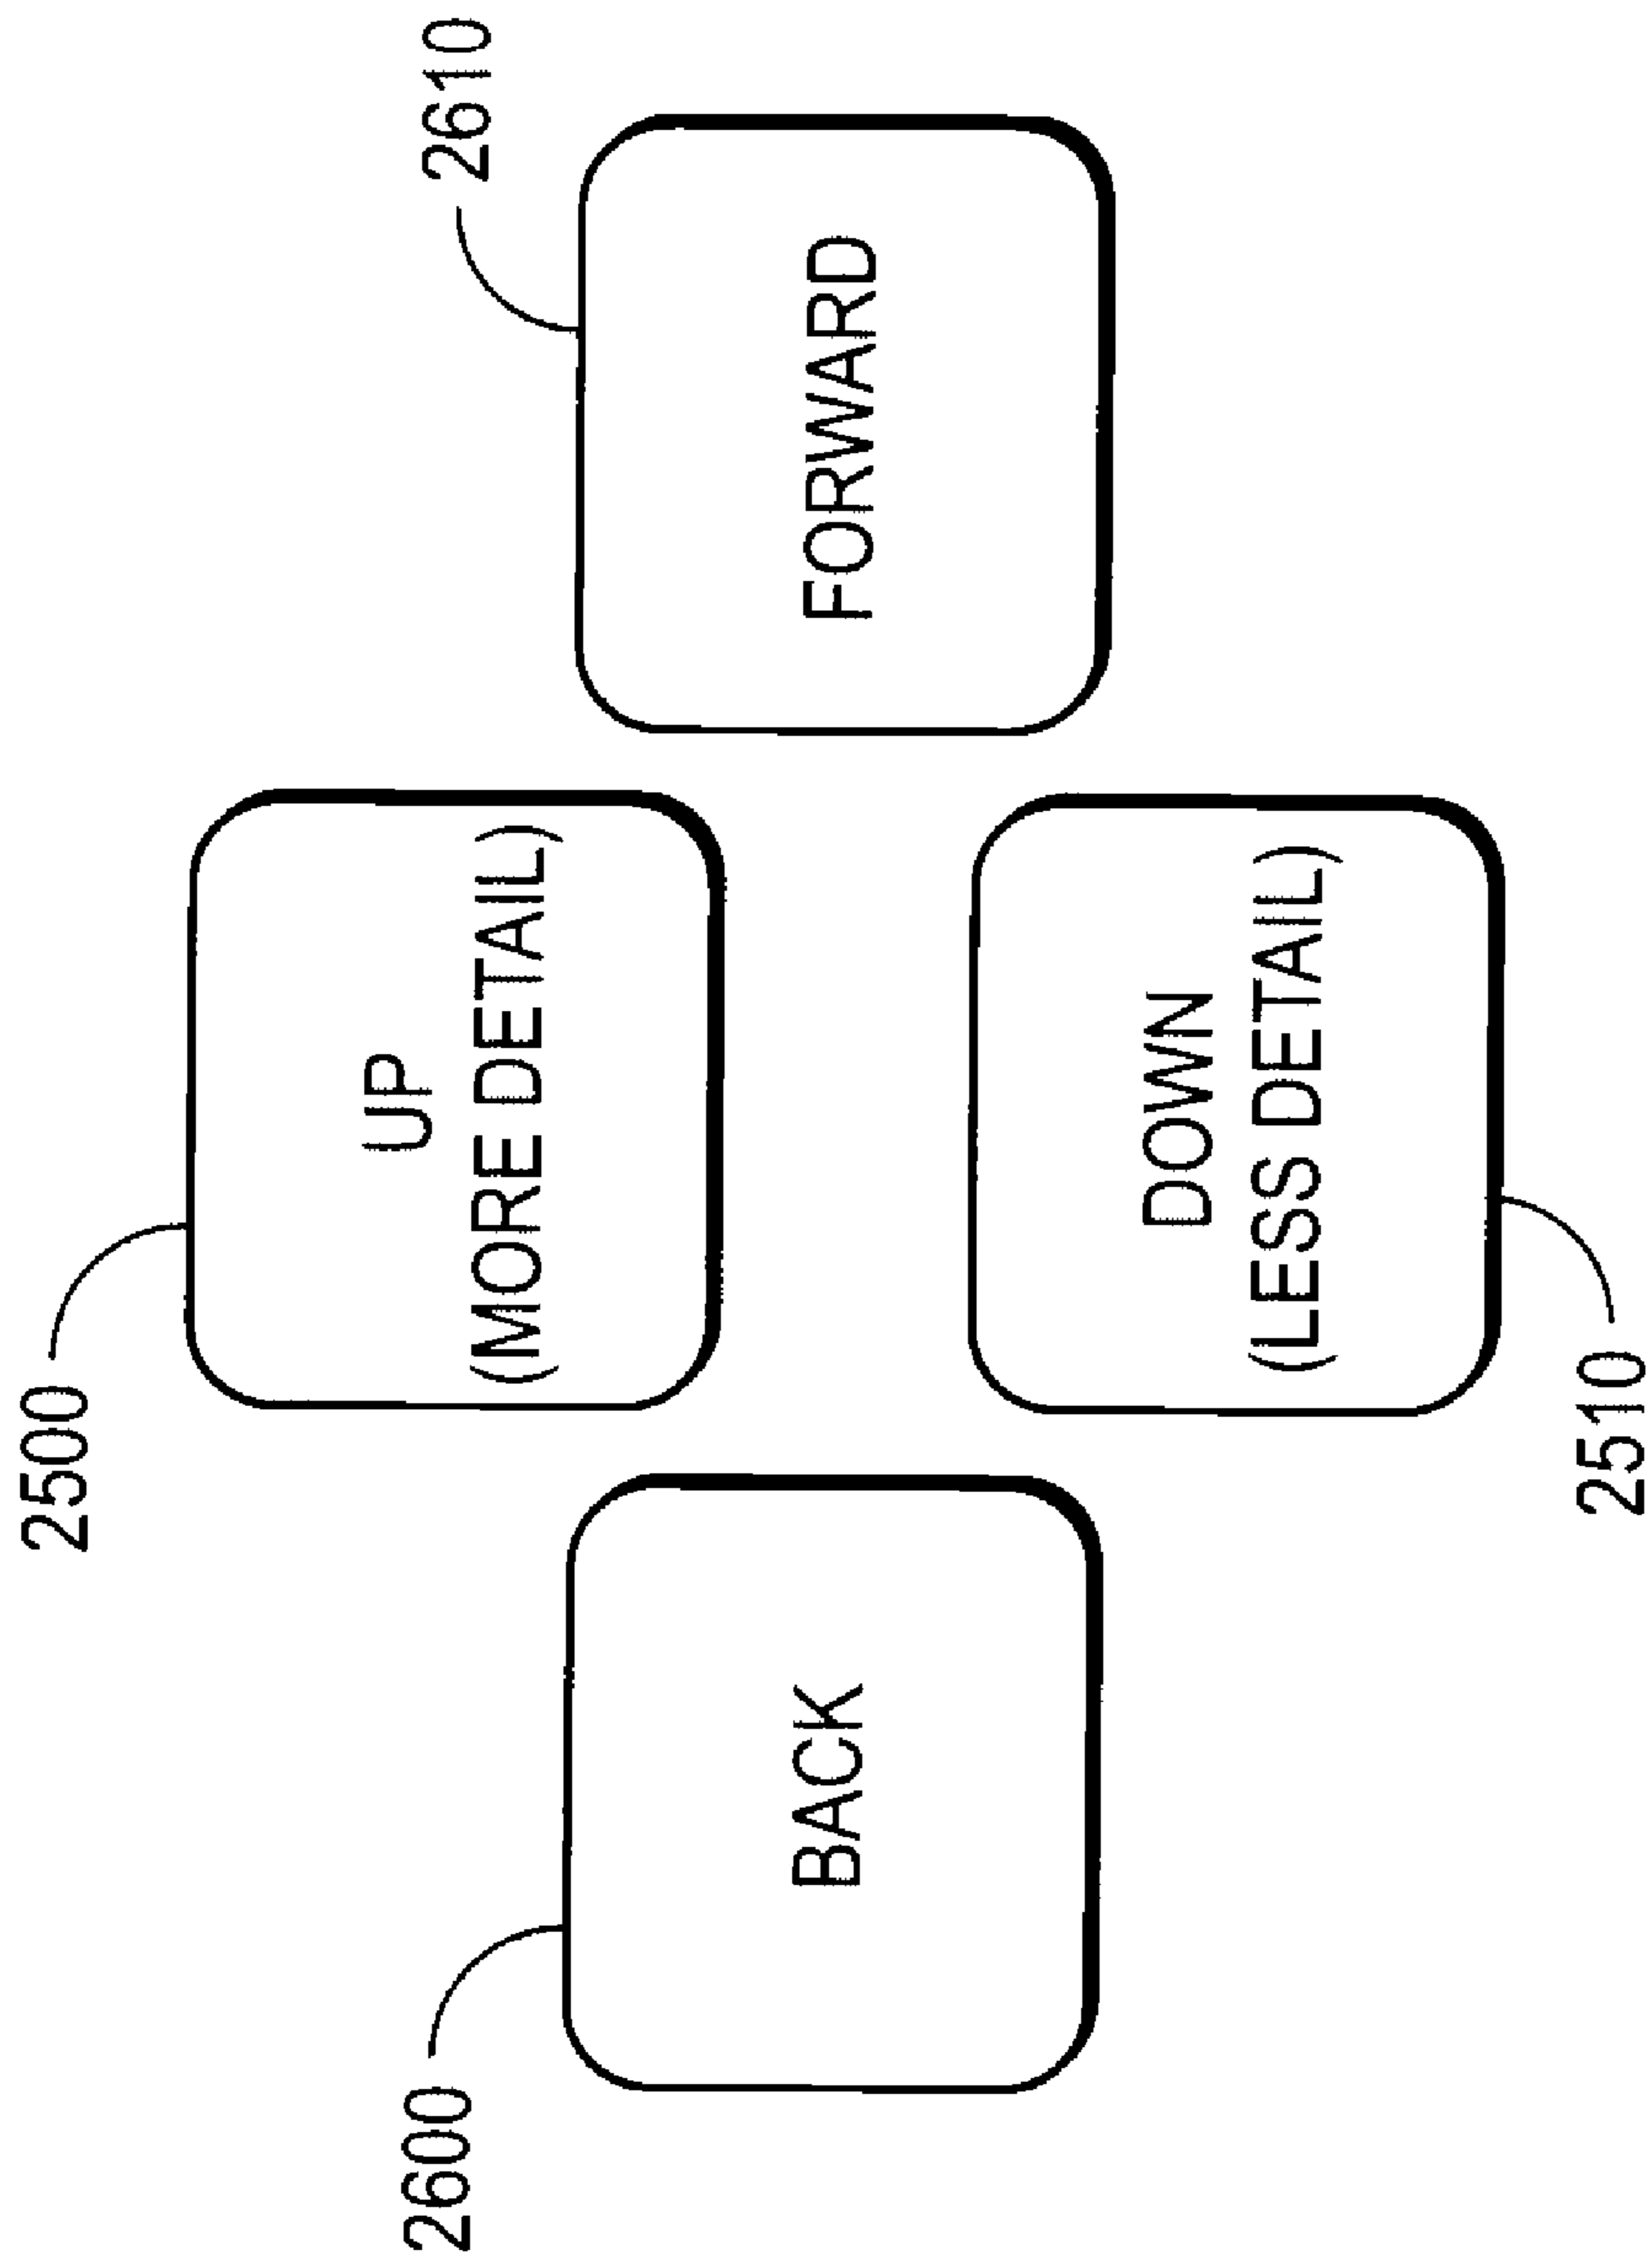 2500
UP
(MORE DETAIL)
2600
BACK
2610
FORWARD
DOWN
(LESS DETAIL)
2510